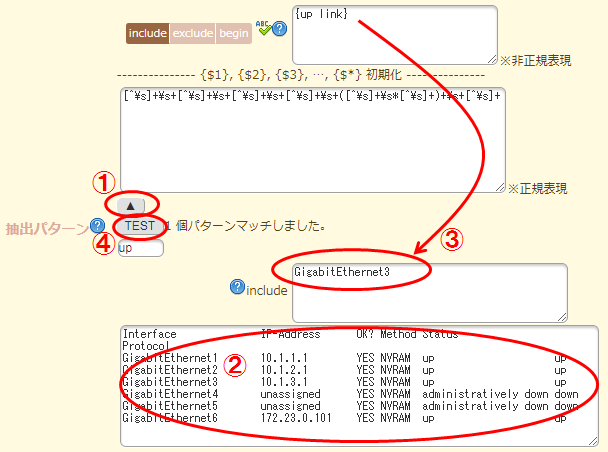 {up link}
include exclude begin ABC ?
※非正規表現
--------------- {$1}, {$2}, {$3}, …, {$*} 初期化 ---------------
[^¥s]+¥s+[^¥s]+¥s+[^¥s]+¥s+[^¥s]+¥s+([^¥s]+¥s*[^¥s]+)+¥s+[^¥s]+
※正規表現
①
▲
抽出パターン ? TEST 1 個パターンマッチしました。
④ up
③
? include GigabitEthernet3
Interface IP-Address OK? Method Status
Protocol
GigabitEthernet1 10.1.1.1 YES NVRAM up up
② 
GigabitEthernet2 10.1.2.1 YES NVRAM up up
GigabitEthernet3 10.1.3.1 YES NVRAM up up
GigabitEthernet4 unassigned YES NVRAM administratively down down
GigabitEthernet5 unassigned YES NVRAM administratively down down
GigabitEthernet6 172.23.0.101 YES NVRAM up up